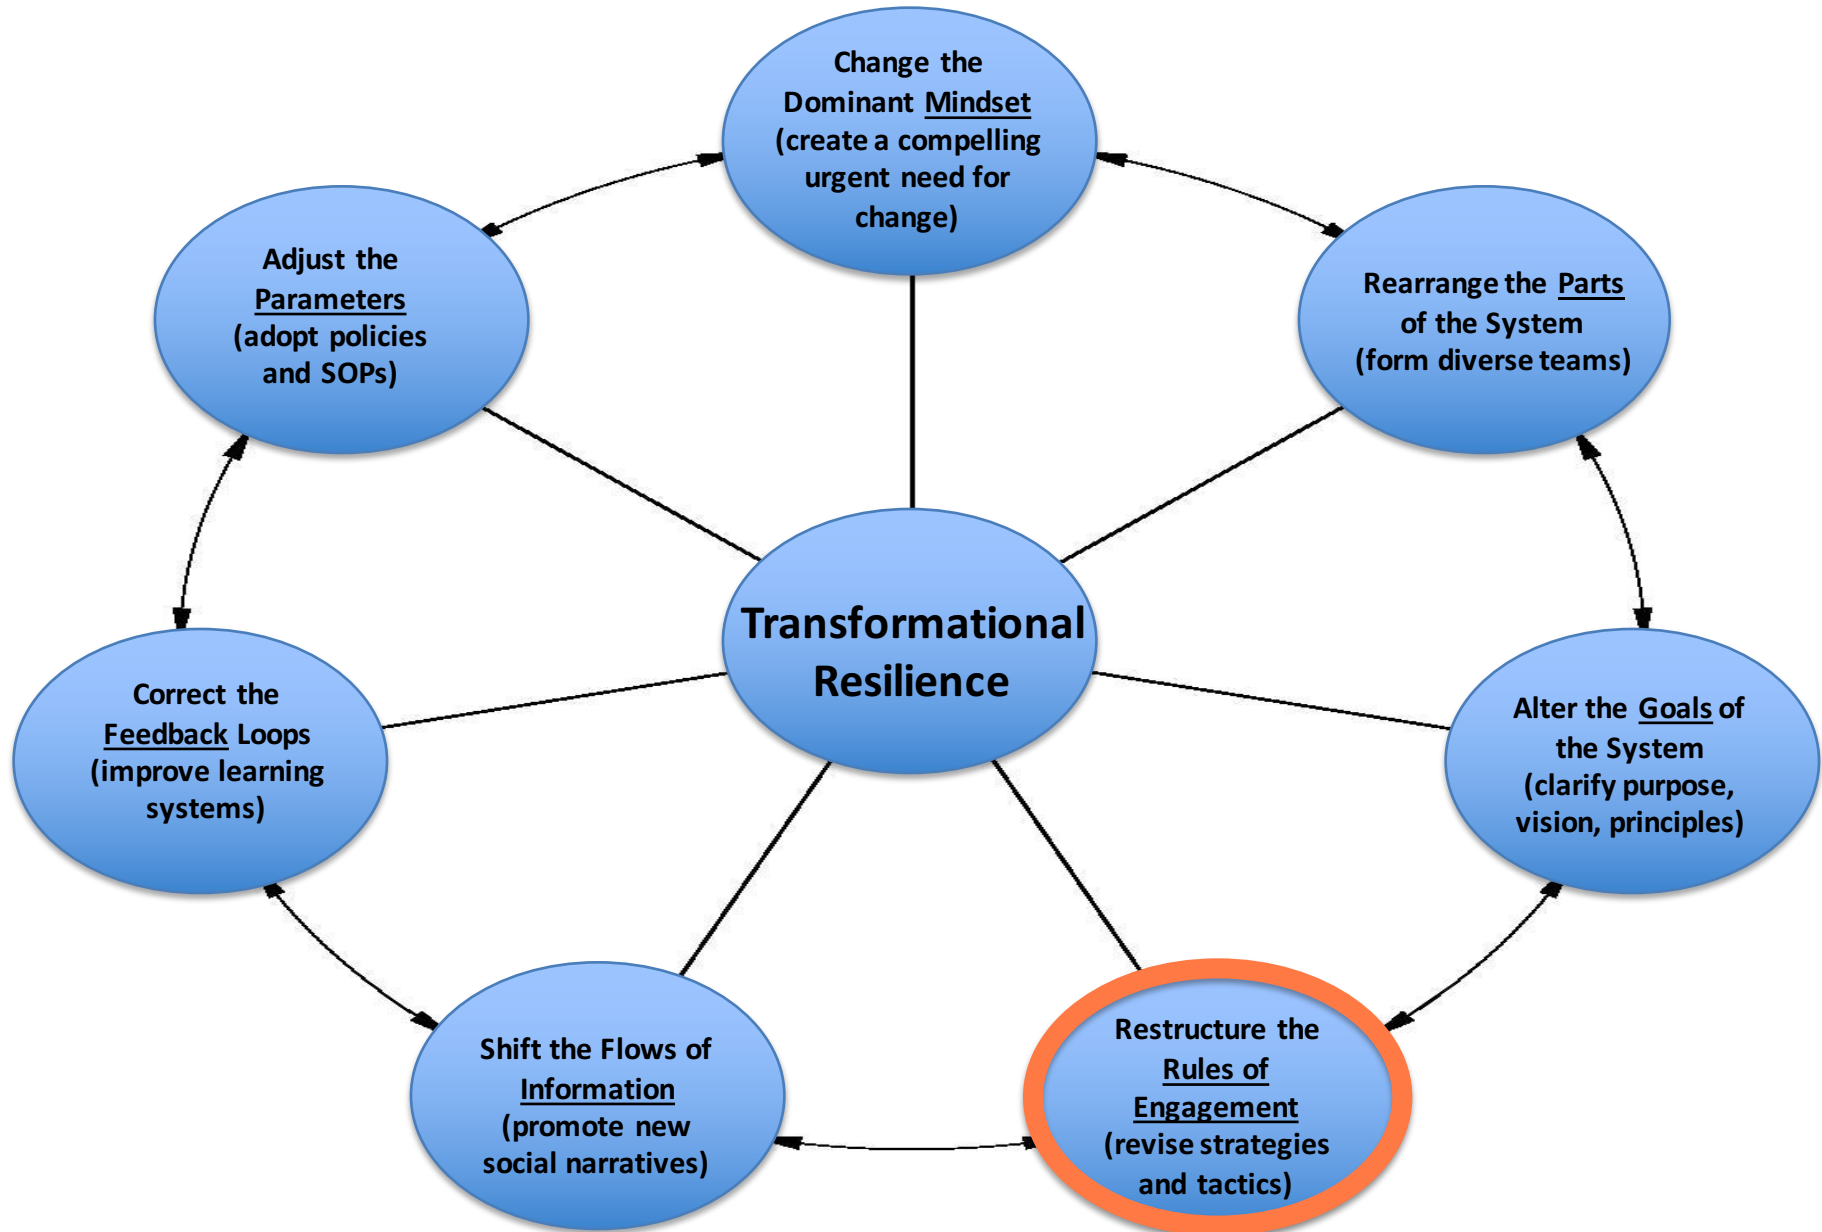 Change the
Dominant Mindset
(create a compelling
urgent need for
change)
Adjust the
Parameters
(adopt policies
and SOPs)
Rearrange the Parts
of the System
(form diverse teams)
Transformational
Resilience
Correct the
Feedback Loops
(improve learning
systems)
Alter the Goals of
the System
(clarify purpose,
vision, principles)
Shift the Flows of
Information
(promote new
social narratives)
Restructure the
Rules of
Engagement
(revise strategies
and tactics)